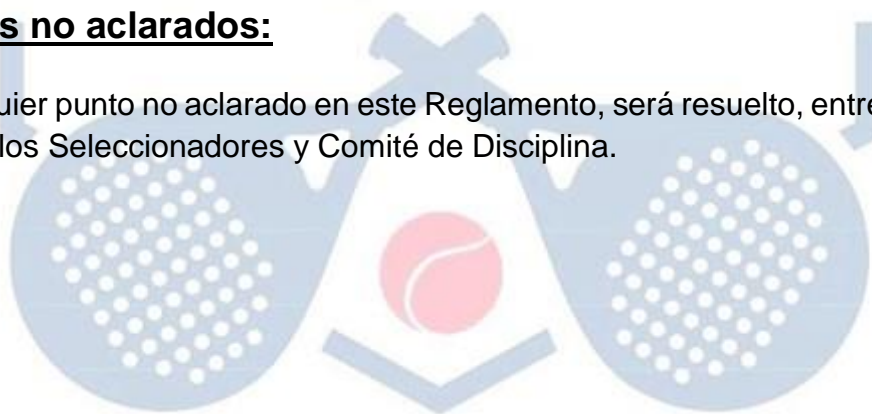 s no aclarados:
uier punto no aclarado en este Reglamento, será resuelto, entre
los Seleccionadores y Comité de Disciplina.